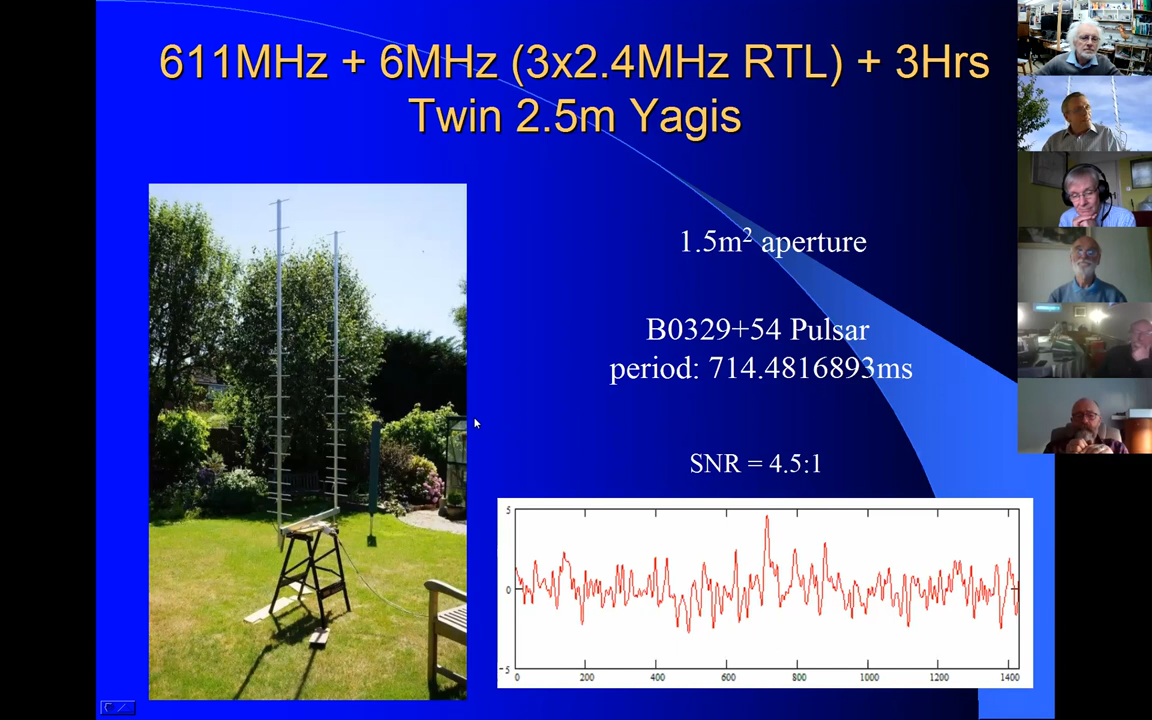 611MHz + 6MHz (3x2.4MHz RTL) + 3Hrs
Twin 2.5m Yagis
1.5m² aperture
B0329+54 Pulsar
period: 714.4816893ms
SNR = 4.5:1
5
0
-5
0 200 400 600 800 1000 1200 1400